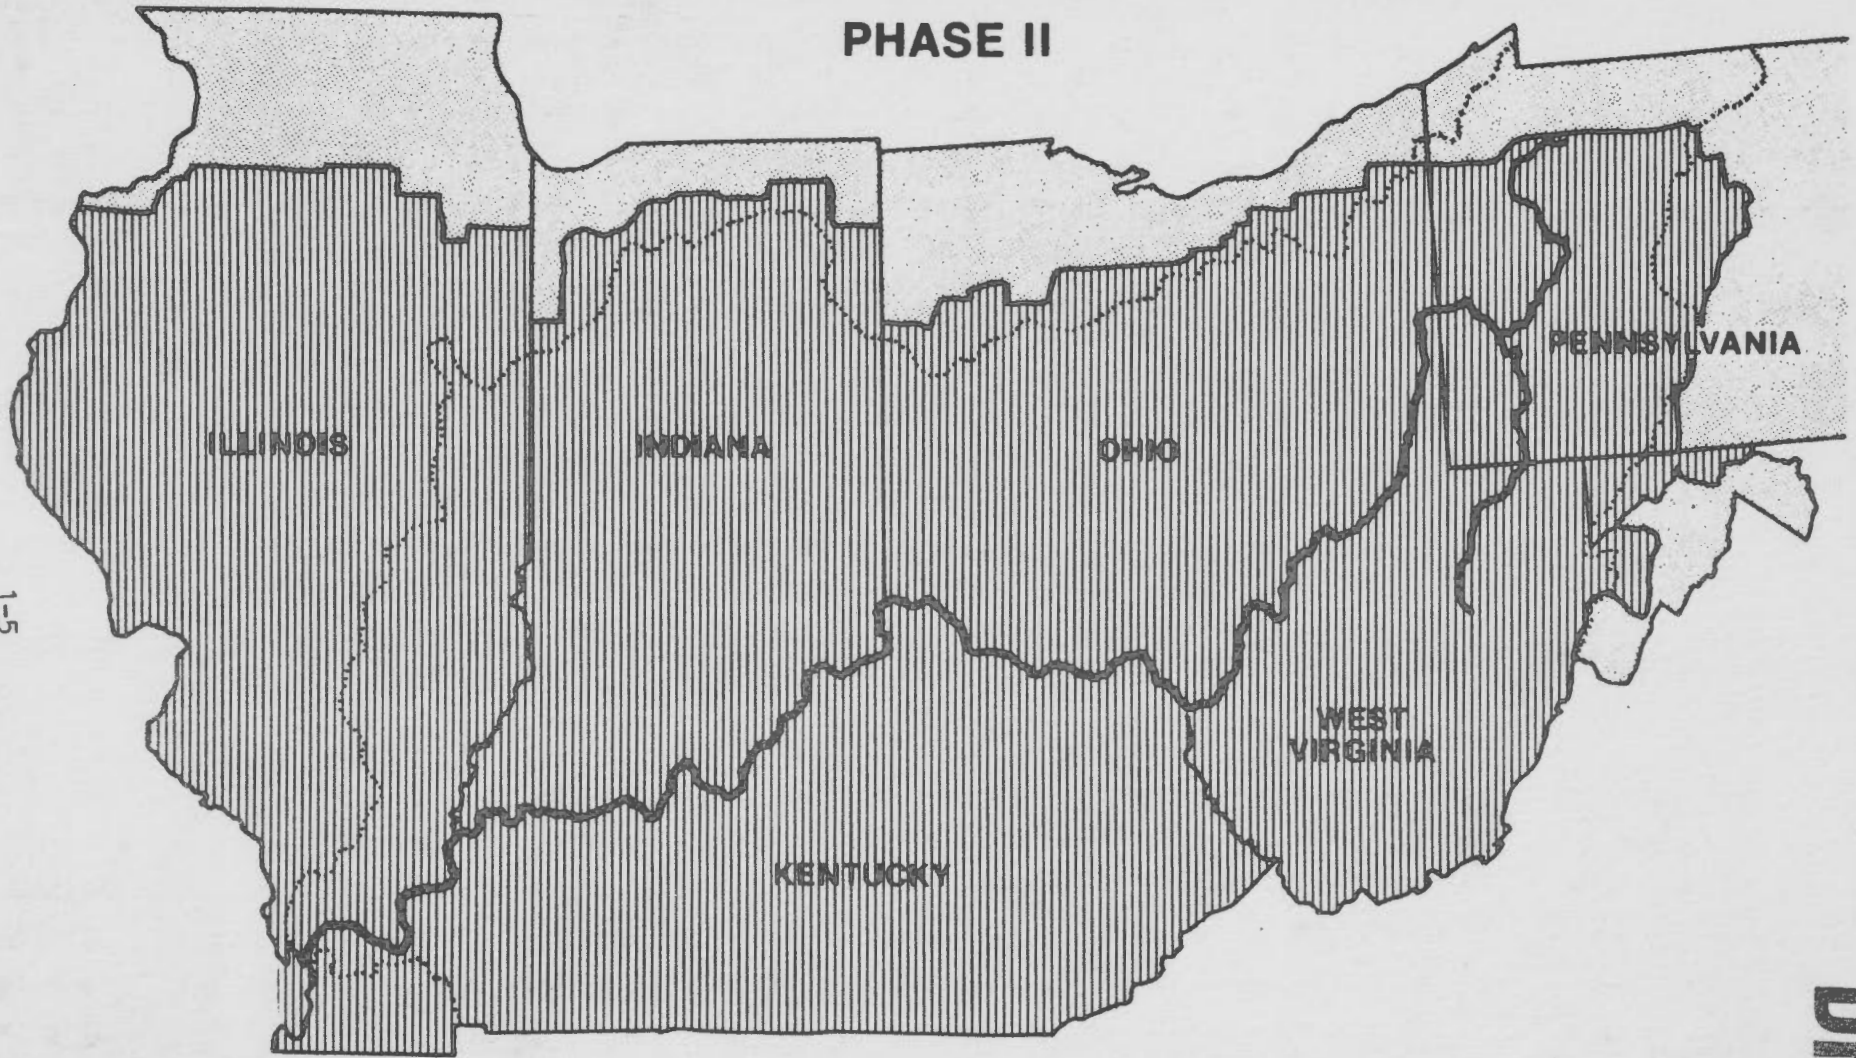 PHASE II
PENNSYLVANIA
ILLINOIS
INDIANA
OHIO
1-5
WEST
VIRGINIA
KENTUCKY